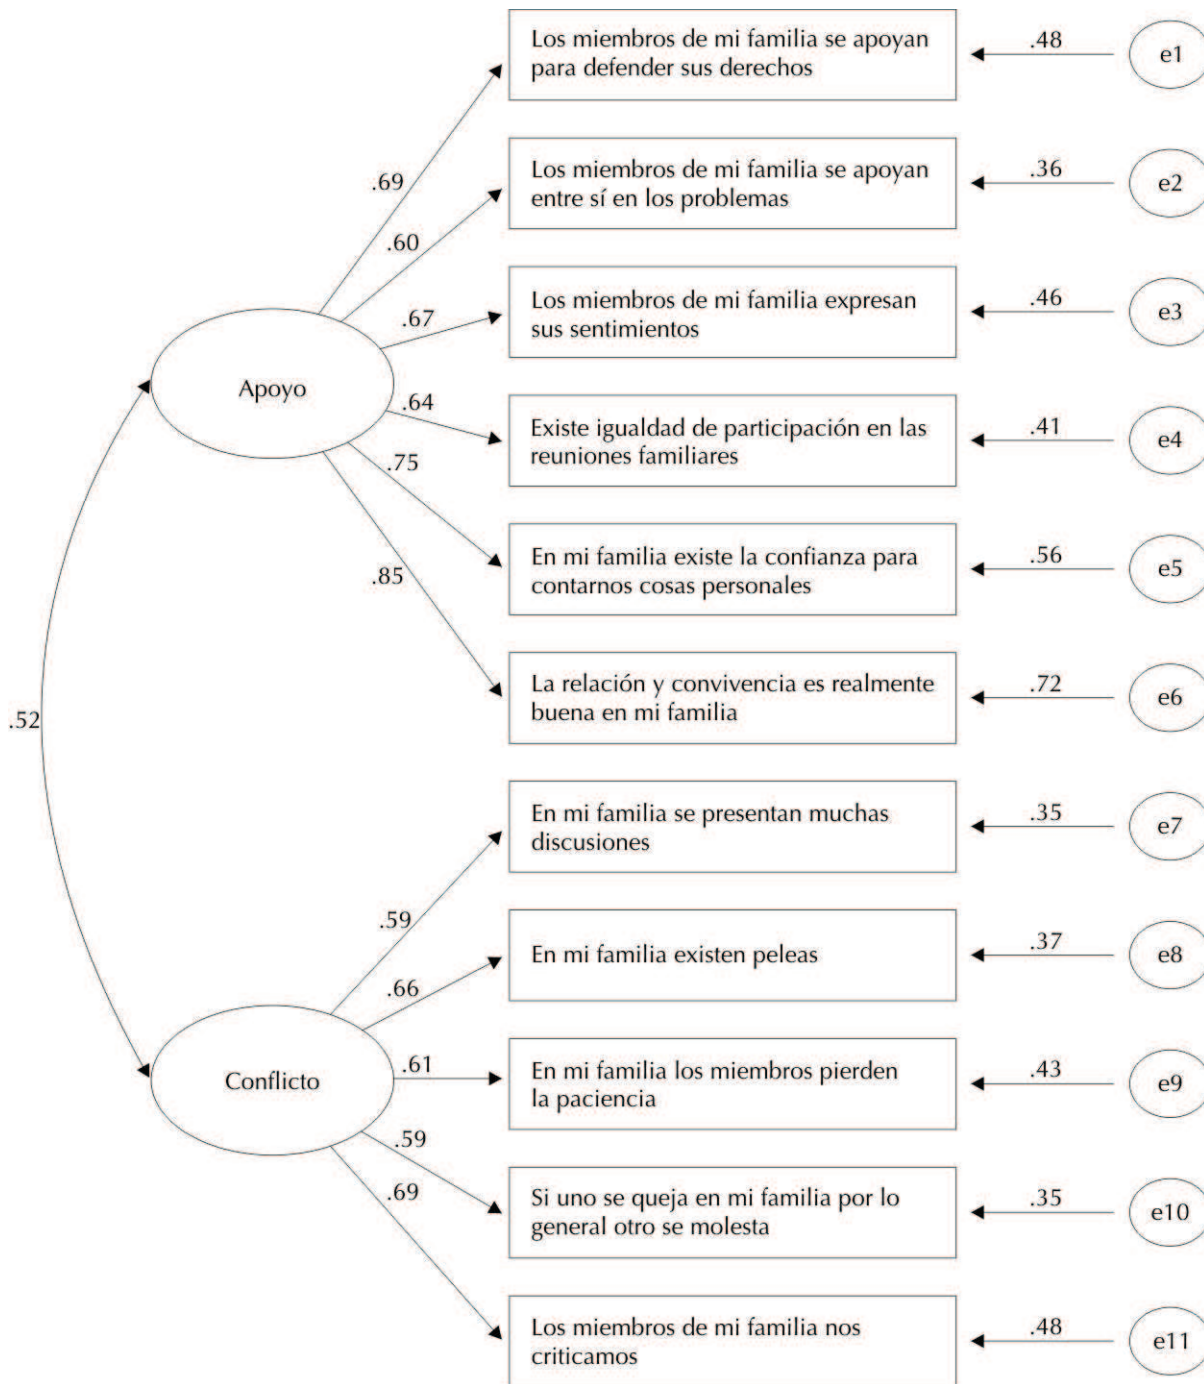 Los miembros de mi familia se apoyan
para defender sus derechos
.48
e1
.69
Los miembros de mi familia se apoyan
entre sí en los problemas
.36
e2
.60
Los miembros de mi familia expresan
sus sentimientos
.46
e3
.67
Apoyo
.64
Existe igualdad de participación en las
reuniones familiares
.41
e4
.75
En mi familia existe la confianza para
contarnos cosas personales
.56
e5
.85
La relación y convivencia es realmente
buena en mi familia
.72
e6
.52
En mi familia se presentan muchas
discusiones
.35
e7
.59
En mi familia existen peleas
.37
e8
.66
Conflicto
.61
En mi familia los miembros pierden
la paciencia
.43
e9
.59
Si uno se queja en mi familia por lo
general otro se molesta
.35
e10
.69
Los miembros de mi familia nos
criticamos
.48
e11